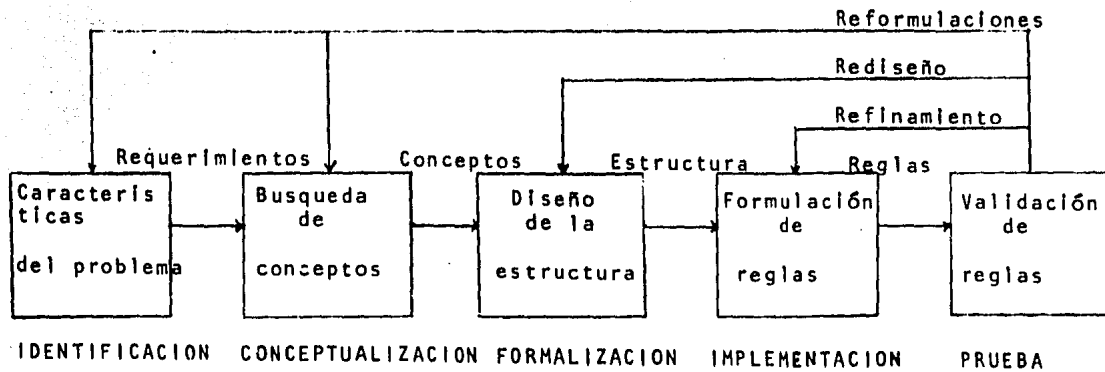 Reformulaciones
Rediseño
Refinamiento
Requerimientos Conceptos Estructura Reglas
Caracterís
ticas
del problema
Busqueda
de
conceptos
Diseño
de la
estructura
Formulación
de
reglas
Validación
de
reglas
IDENTIFICACION CONCEPTUALIZACION FORMALIZACION IMPLEMENTACION PRUEBA